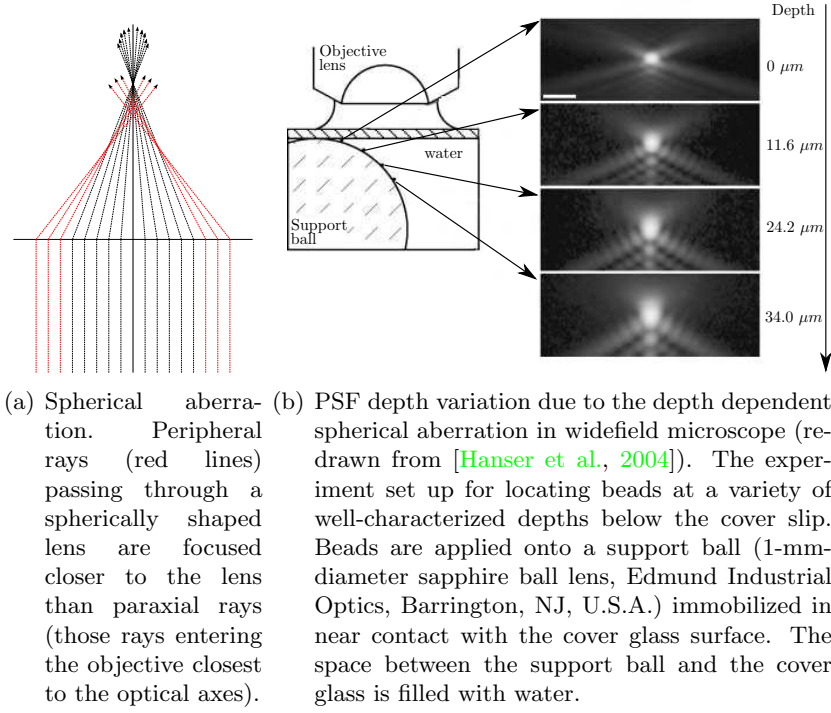 Depth
Objective
lens
0 μm
water
11.6 μm
Support
ball
24.2 μm
34.0 μm
(a) Spherical aberra-
tion. Peripheral
rays (red lines)
passing through a
spherically shaped
lens are focused
closer to the lens
than paraxial rays
(those rays entering
the objective closest
to the optical axes).
(b) PSF depth variation due to the depth dependent
spherical aberration in widefield microscope (re-
drawn from [Hanser et al., 2004]). The exper-
iment set up for locating beads at a variety of
well-characterized depths below the cover slip.
Beads are applied onto a support ball (1-mm-
diameter sapphire ball lens, Edmund Industrial
Optics, Barrington, NJ, U.S.A.) immobilized in
near contact with the cover glass surface. The
space between the support ball and the cover
glass is filled with water.